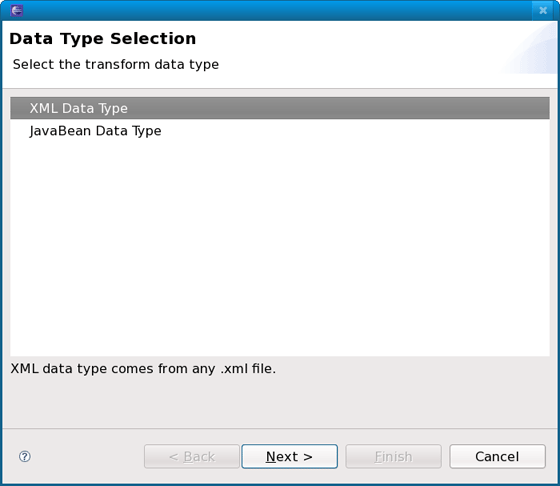 Data Type Selection
Select the transform data type
XML Data Type
JavaBean Data Type
XML data type comes from any .xml file.
? < Back Next > Finish Cancel